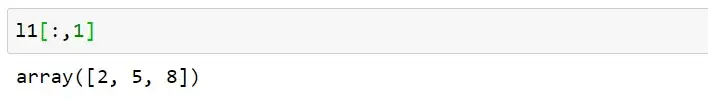 l1[:,1]
array([2, 5, 8])